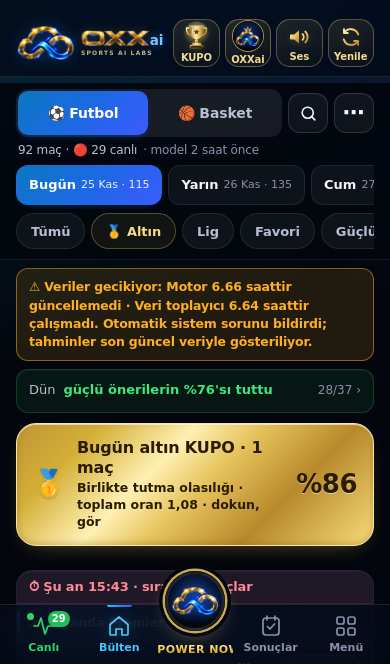 OXX ai
SPORTS AI LABS
KUPO
OXXai
Ses
Yenile
⚽ Futbol
🏀 Basket
92 maç · 🔴 29 canlı · model 2 saat önce
Bugün 25 Kas · 115
Yarın 26 Kas · 135
Cum 27
Tümü
🥇 Altın
Lig
Favori
Güçlü
⚠ Veriler gecikiyor: Motor 6.66 saattir
güncellemedi · Veri toplayıcı 6.64 saattir
çalışmadı. Otomatik sistem sorunu bildirdi;
tahminler son güncel veriyle gösteriliyor.
Dün güçlü önerilerin %76'sı tuttu 28/37 ›
Bugün altın KUPO · 1
maç
Birlikte tutma olasılığı ·
toplam oran 1,08 · dokun,
gör
%86
⏱ Şu an 15:43
29
Canlı
Bülten
POWER NOW
Sonuçlar
Menü